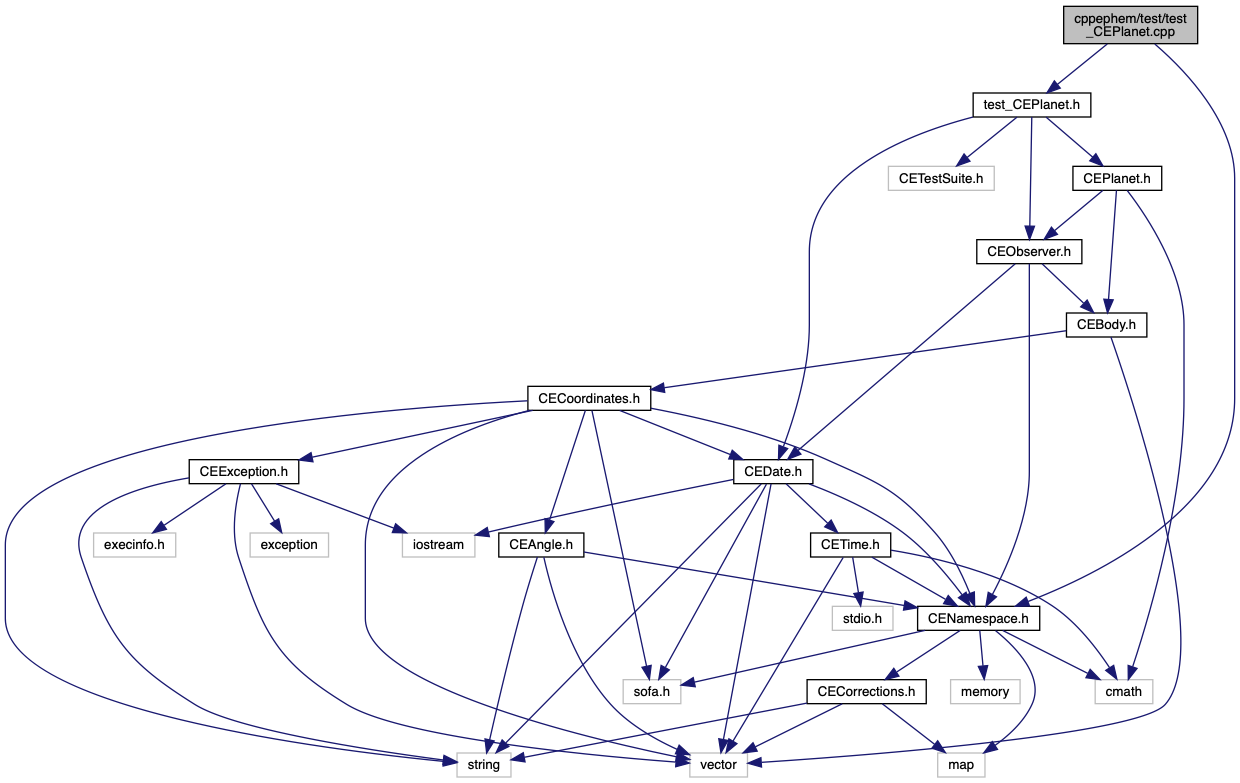 cppephem/test/test
_CEPlanet.cpp
test_CEPlanet.h
CETestSuite.h
CEPlanet.h
CEObserver.h
CEBody.h
CECoordinates.h
CEException.h
CEDate.h
execinfo.h
exception
iostream
CEAngle.h
CETime.h
stdio.h
CENamespace.h
sofa.h
CECorrections.h
memory
cmath
string
vector
map